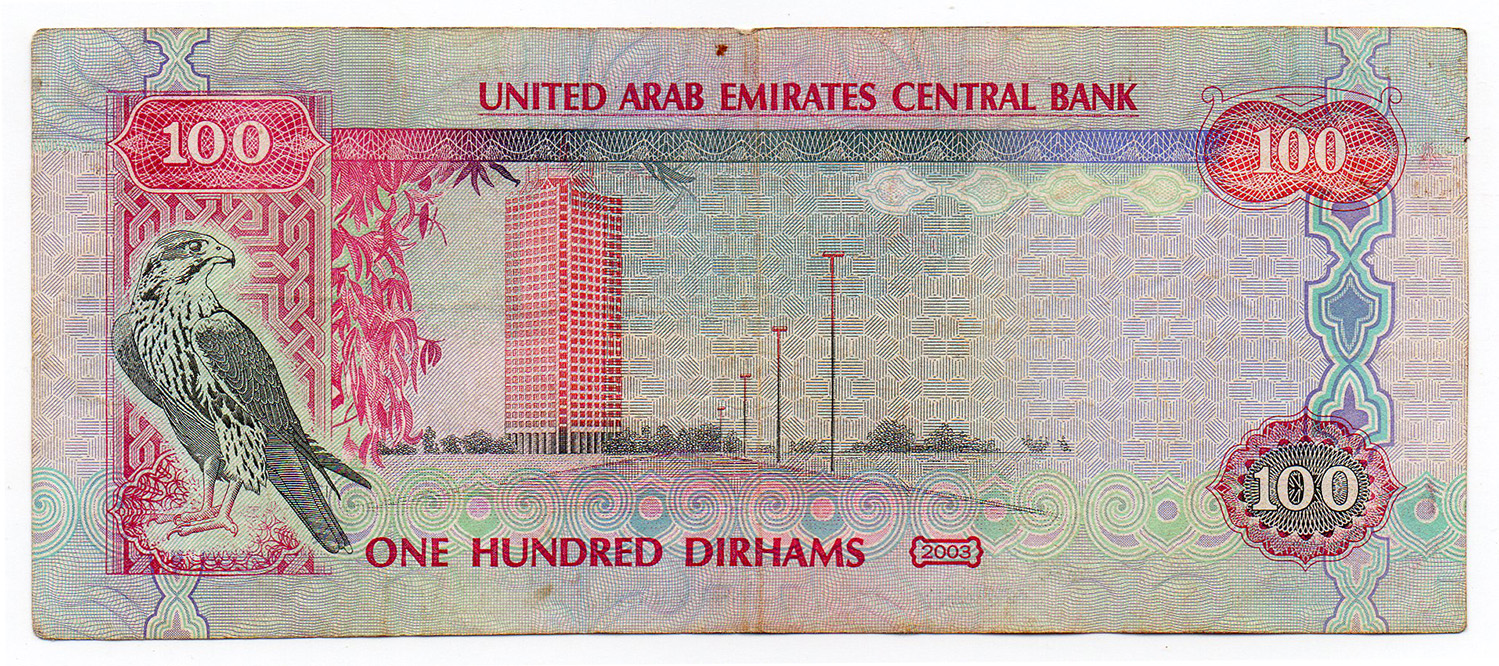 UNITED ARAB EMIRATES CENTRAL BANK
100
100
100
ONE HUNDRED DIRHAMS
2003